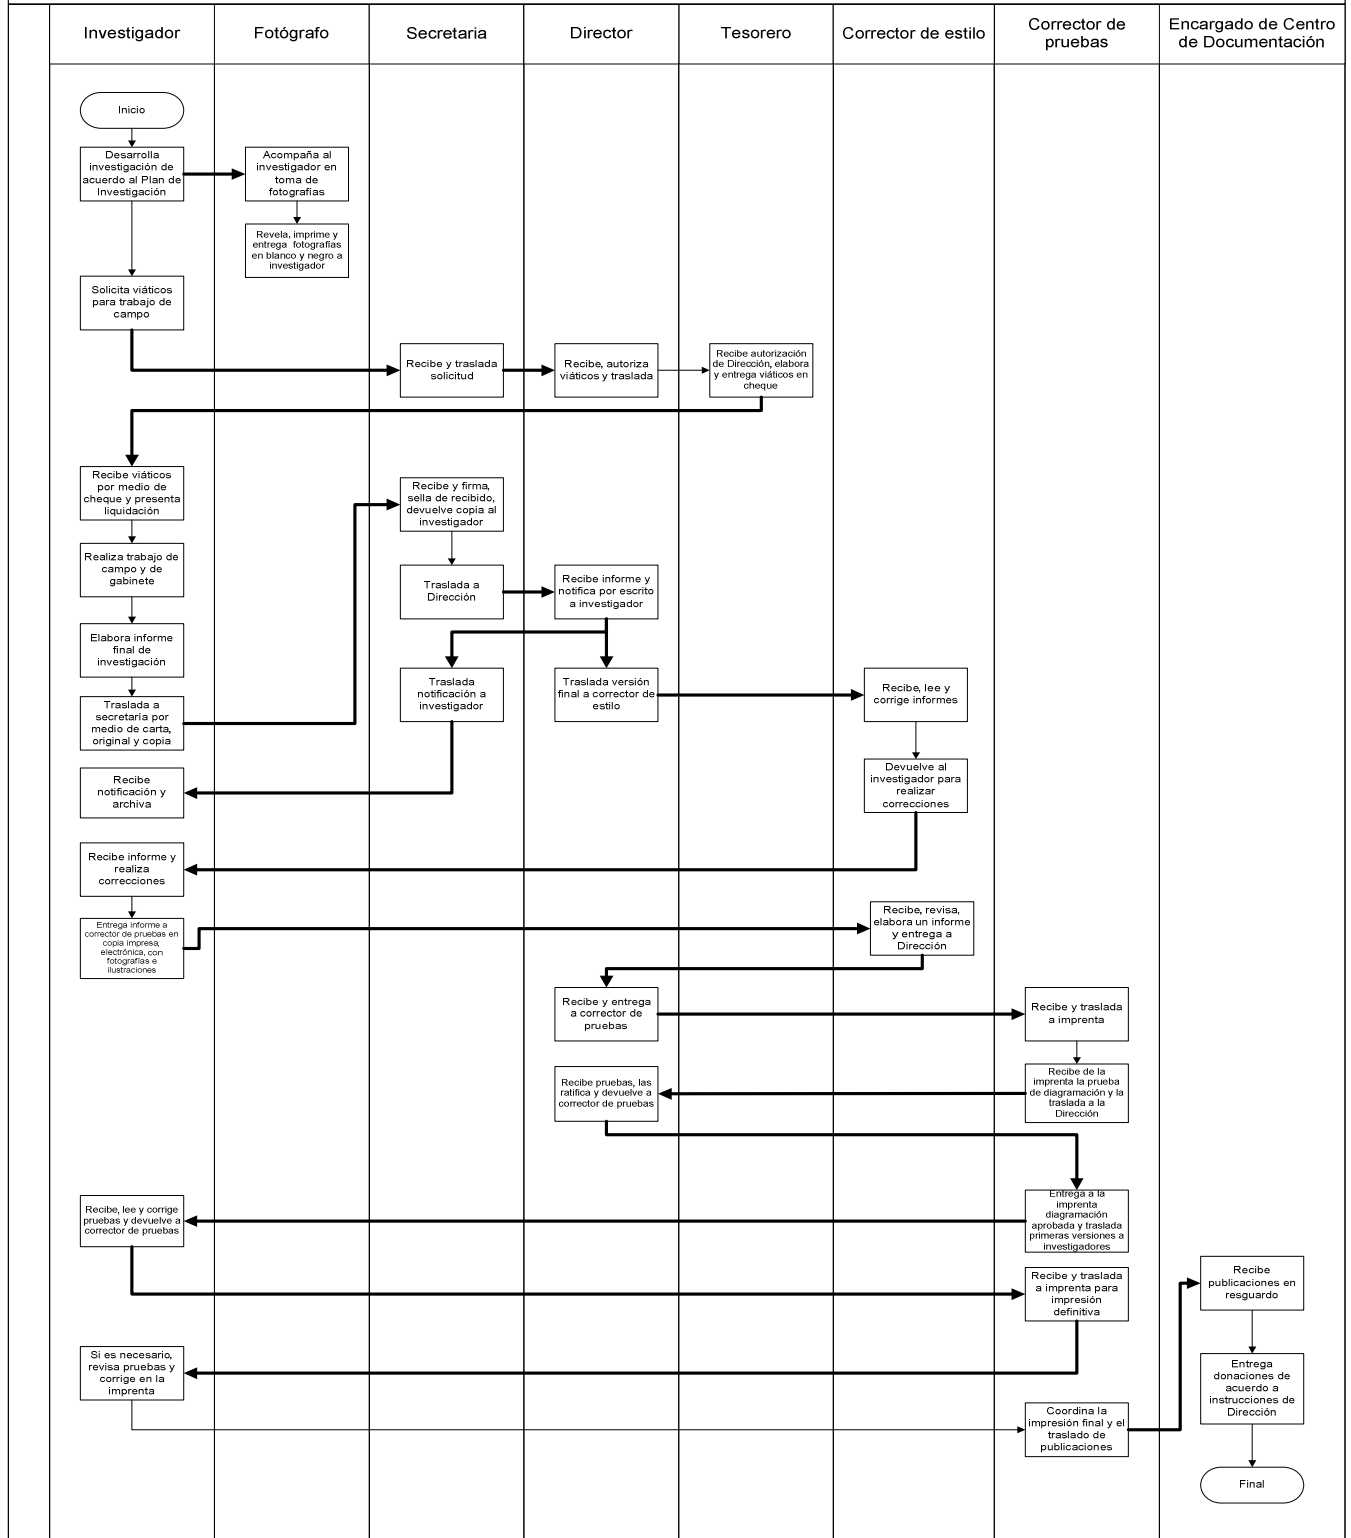 Investigador
Fotógrafo
Secretaria
Director
Tesorero
Corrector de estilo
Corrector de
pruebas
Encargado de Centro
de Documentación
Inicio
Desarrolla
investigación de
acuerdo al Plan de
Investigación
Acompaña al
investigador en
toma de
fotografías
Revela, imprime y
entrega fotografías
en blanco y negro a
investigador
Solicita viáticos
para trabajo de
campo
Recibe y traslada
solicitud
Recibe, autoriza
viáticos y traslada
Recibe autorización
de Dirección, elabora
y entrega viáticos en
cheque
Recibe viáticos
por medio de
cheque y presenta
liquidación
Recibe y firma,
sella de recibido,
devuelve copia al
investigador
Realiza trabajo de
campo y de
gabinete
Traslada a
Dirección
Recibe informe y
notifica por escrito
a investigador
Elabora informe
final de
investigación
Traslada
notificación a
investigador
Traslada versión
final a corrector de
estilo
Recibe, lee y
corrige informes
Traslada a
secretaría por
medio de carta,
original y copia
Recibe
notificación y
archiva
Devuelve al
investigador para
realizar
correcciones
Recibe informe y
realiza
correcciones
Entrega informe a
corrector de pruebas en
copia impresa,
electrónica, con
fotografías e
ilustraciones
Recibe, revisa,
elabora un informe
y entrega a
Dirección
Recibe y entrega
a corrector de
pruebas
Recibe y traslada
a imprenta
Recibe pruebas, las
ratifica y devuelve a
corrector de pruebas
Recibe de la
imprenta la prueba
de diagramación y la
traslada a la
Dirección
Recibe, lee y corrige
pruebas y devuelve a
corrector de pruebas
Entrega a la
imprenta
diagramación
aprobada y traslada
primeras versiones a
investigadores
Recibe y traslada
a imprenta para
impresión
definitiva
Recibe
publicaciones en
resguardo
Si es necesario,
revisa pruebas y
corrige en la
imprenta
Entrega
donaciones de
acuerdo a
instrucciones de
Dirección
Coordina la
impresión final y el
traslado de
publicaciones
Final